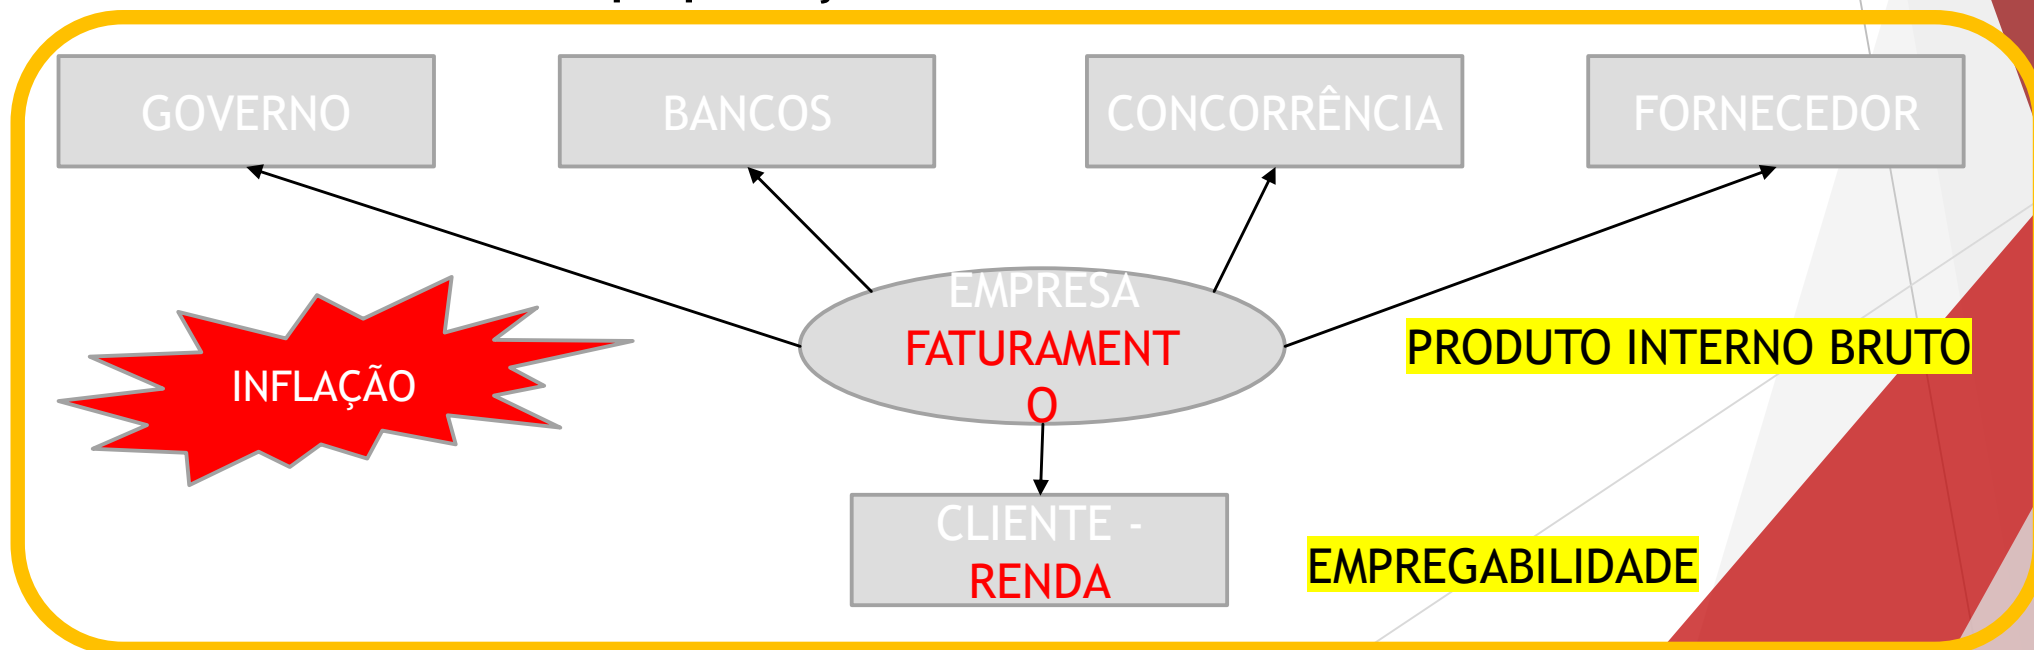 GOVERNO
BANCOS
CONCORRÊNCIA
FORNECEDOR
EMPRESA
FATURAMENT
O
PRODUTO INTERNO BRUTO
INFLAÇÃO
CLIENTE -
RENDA
EMPREGABILIDADE